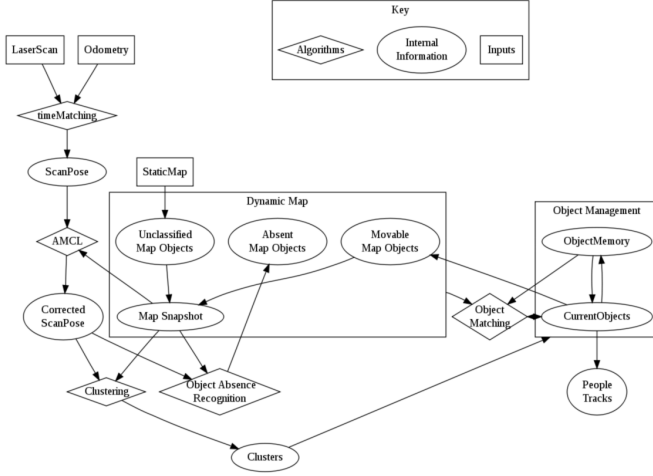 Key
LaserScan
Odometry
Algorithms
Internal
Information
Inputs
timeMatching
ScanPose
StaticMap
Dynamic Map
Object Management
AMCL
Unclassified
Map Objects
Absent
Map Objects
Movable
Map Objects
ObjectMemory
Corrected
ScanPose
Map Snapshot
Object
Matching
CurrentObjects
Clustering
Object Absence
Recognition
People
Tracks
Clusters